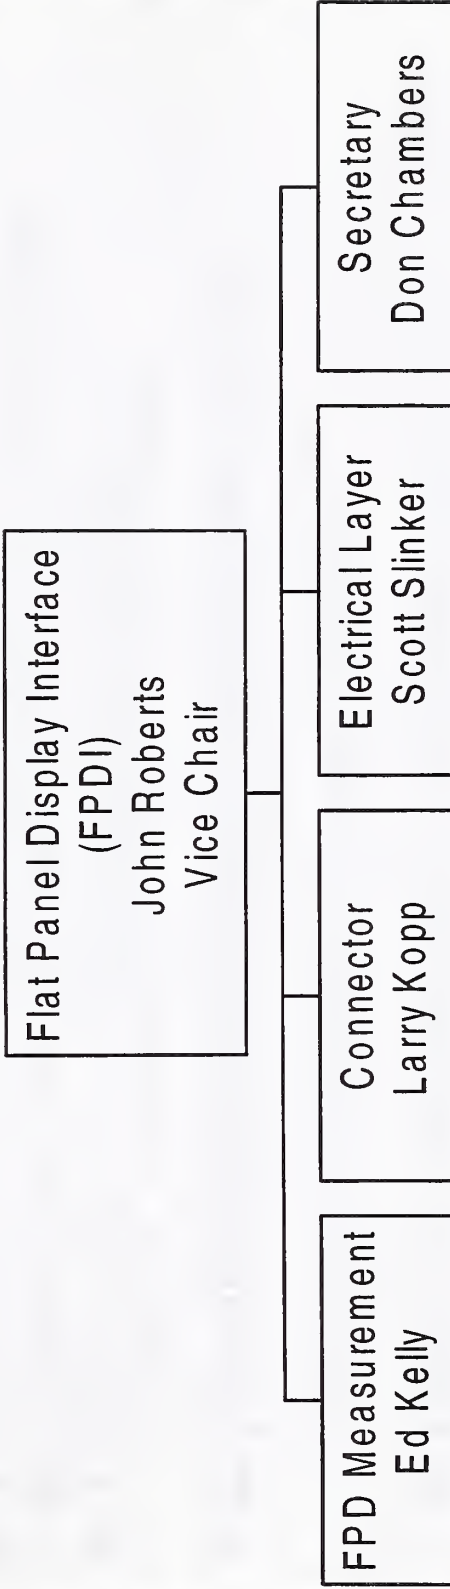 Flat Panel Display Interface
(FPDI)
John Roberts
Vice Chair
FPD Measurement
Ed Kelly
Connector
Larry Kopp
Electrical Layer
Scott Slinker
Secretary
Don Chambers